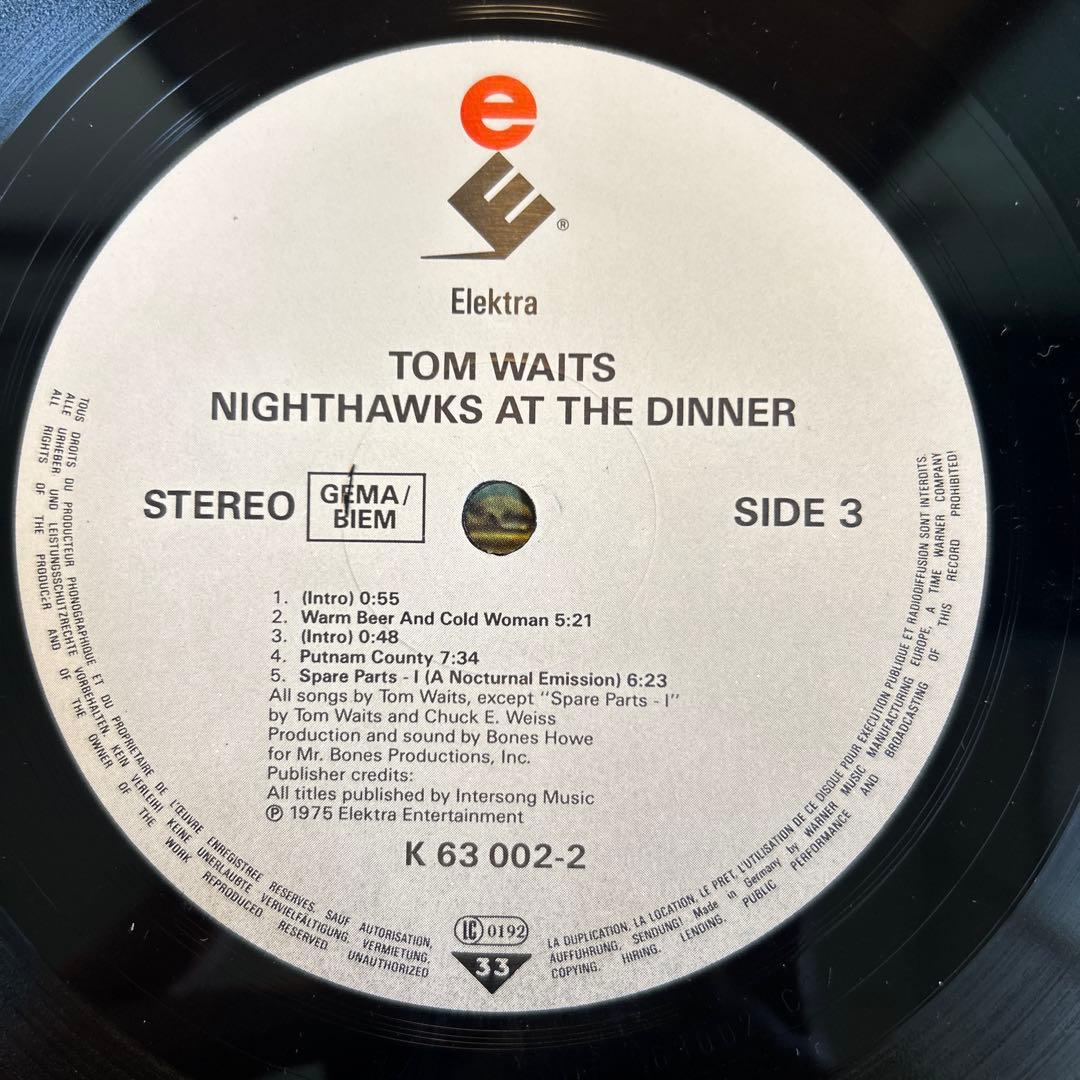 e
E
®
Elektra
TOM WAITS
NIGHTHAWKS AT THE DINNER
STEREO
GEMA/
BIEM
SIDE 3
1. (Intro) 0:55
2. Warm Beer And Cold Woman 5:21
3. (Intro) 0:48
4. Putnam County 7:34
5. Spare Parts - I (A Nocturnal Emission) 6:23
All songs by Tom Waits, except "Spare Parts - I"
by Tom Waits and Chuck E. Weiss
Production and sound by Bones Howe
for Mr. Bones Productions, Inc.
Publisher credits:
All titles published by Intersong Music
℗ 1975 Elektra Entertainment
K 63 002-2
LC 0192
33
TOUS DROITS DU PRODUCTEUR PHONOGRAPHIQUE ET DU PROPRIETAIRE DE L'ŒUVRE ENREGISTREE RESERVES. SAUF AUTORISATION,
LA DUPLICATION, LA LOCATION, LE PRET, L'UTILISATION DE CE DISQUE POUR EXECUTION PUBLIQUE ET RADIODIFFUSION SONT INTERDITS.
ALLE URHEBER UND LEISTUNGSSCHUTZRECHTE VORBEHALTEN. KEIN VERLEIH! KEINE UNERLAUBTE VERVIELFÄLTIGUNG, VERMIETUNG,
AUFFÜHRUNG, SENDUNG! Made in Germany by WARNER MUSIC MANUFACTURING EUROPE, A TIME WARNER COMPANY
ALL RIGHTS OF THE PRODUCER AND OF THE OWNER OF THE WORK REPRODUCED RESERVED. UNAUTHORIZED
COPYING. HIRING. LENDING. PUBLIC PERFORMANCE AND BROADCASTING OF THIS RECORD PROHIBITED!